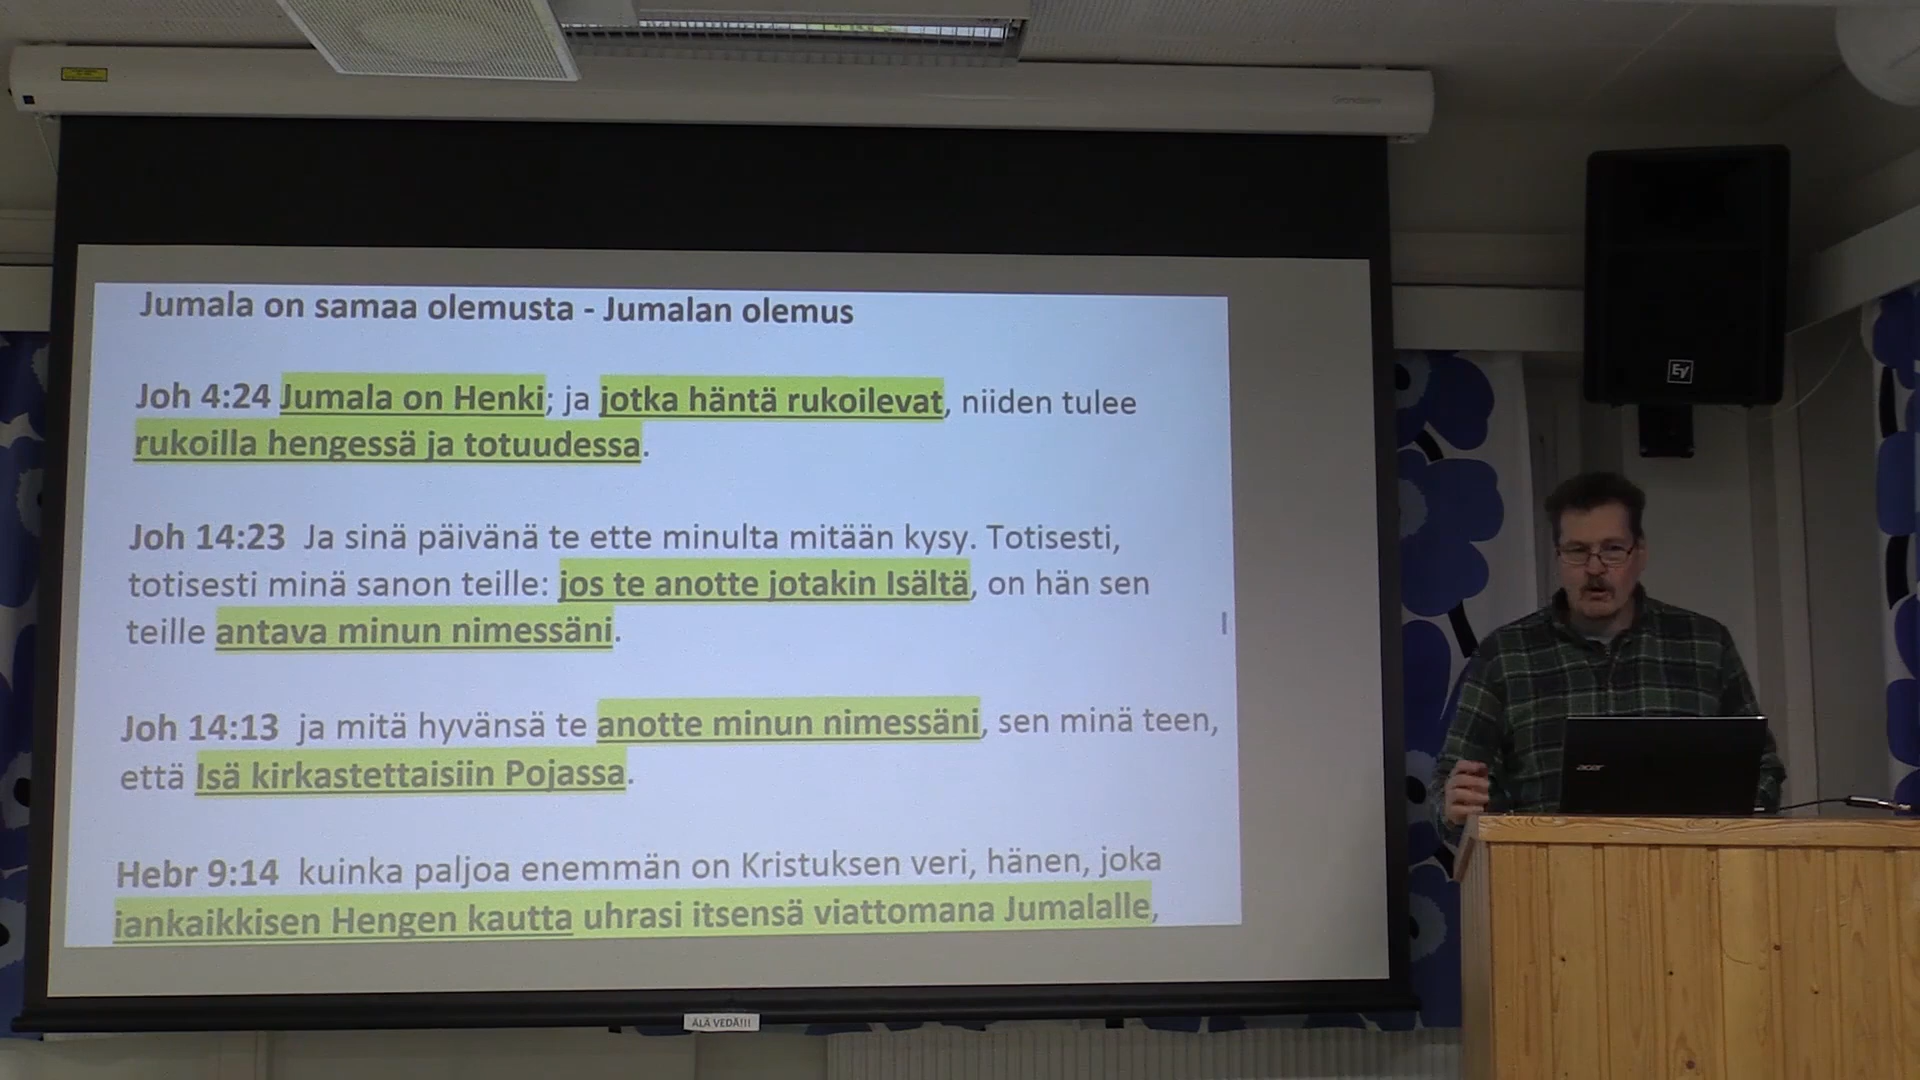 Jumala on samaa olemusta - Jumalan olemus
Joh 4:24 Jumala on Henki; ja jotka häntä rukoilevat, niiden tulee
rukoilla hengessä ja totuudessa.
Joh 14:23 Ja sinä päivänä te ette minulta mitään kysy. Totisesti,
totisesti minä sanon teille: jos te anotte jotakin Isältä, on hän sen
teille antava minun nimessäni.
Joh 14:13 ja mitä hyvänsä te anotte minun nimessäni, sen minä teen,
että Isä kirkastettaisiin Pojassa.
Hebr 9:14 kuinka paljoa enemmän on Kristuksen veri, hänen, joka
iankaikkisen Hengen kautta uhrasi itsensä viattomana Jumalalle,
ÄLÄ VEDÄ!!!
EV
acer